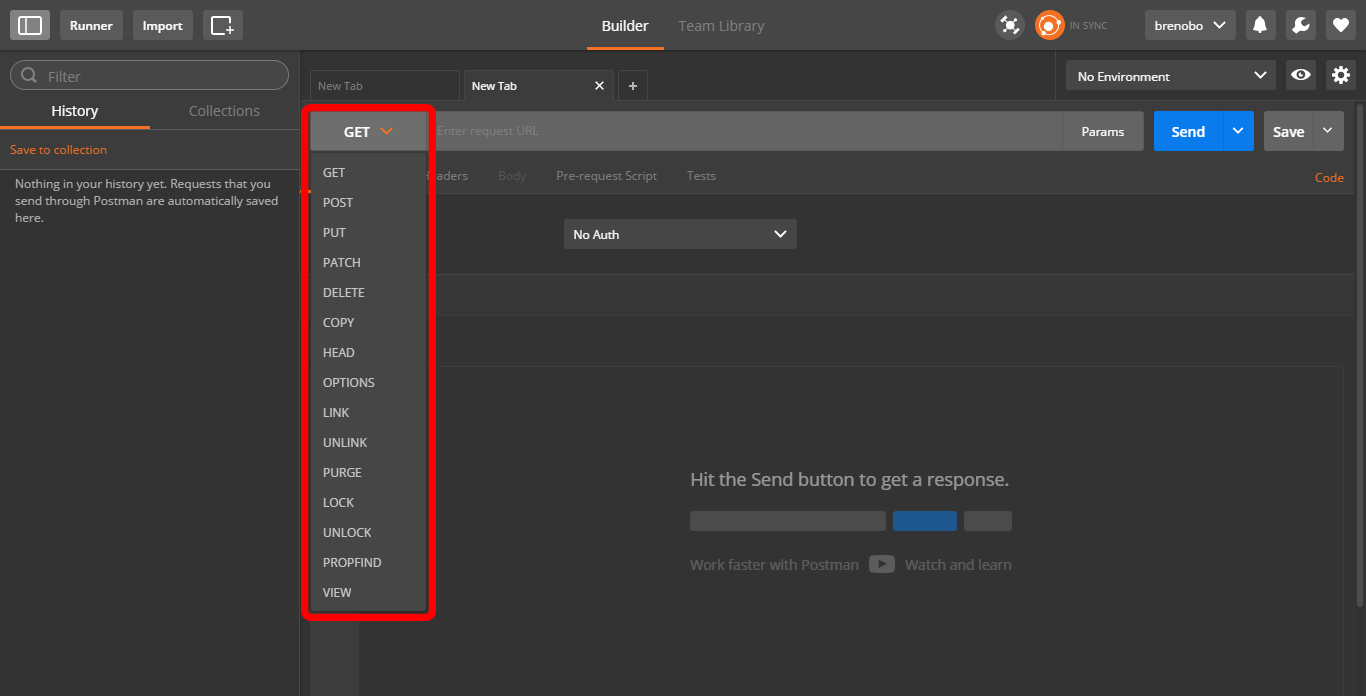 Runner
Import
Builder
Team Library
IN SYNC
brenobo
Filter
History
Collections
Save to collection
Nothing in your history yet. Requests that you
send through Postman are automatically saved
here.
New Tab
New Tab
No Environment
GET
Enter request URL
Params
Send
Save
Headers
Body
Pre-request Script
Tests
Code
No Auth
GET
POST
PUT
PATCH
DELETE
COPY
HEAD
OPTIONS
LINK
UNLINK
PURGE
LOCK
UNLOCK
PROPFIND
VIEW
Hit the Send button to get a response.
Work faster with Postman
Watch and learn